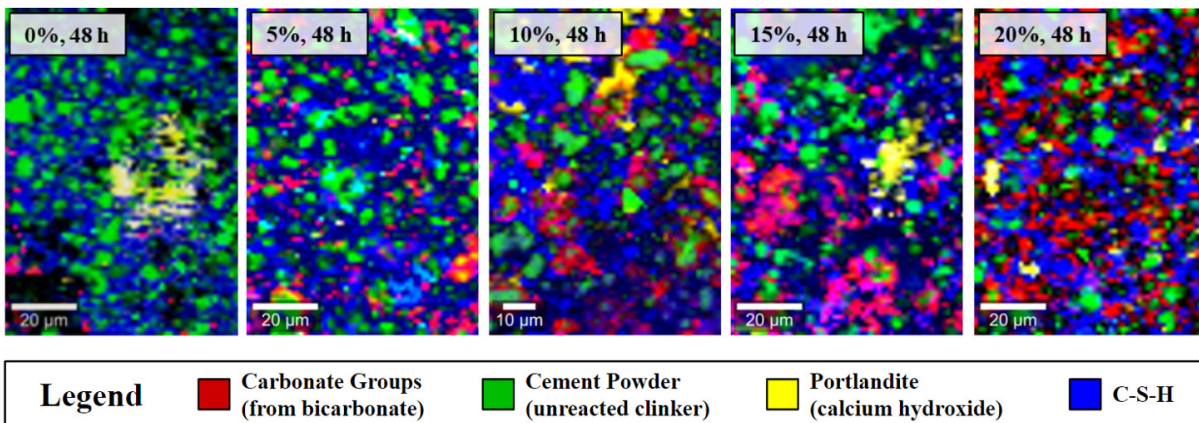 0%, 48 h
5%, 48 h
10%, 48 h
15%, 48 h
20%, 48 h
20 µm
20 µm
10 µm
20 µm
20 µm
Legend
Carbonate Groups
(from bicarbonate)
Cement Powder
(unreacted clinker)
Portlandite
(calcium hydroxide)
C-S-H